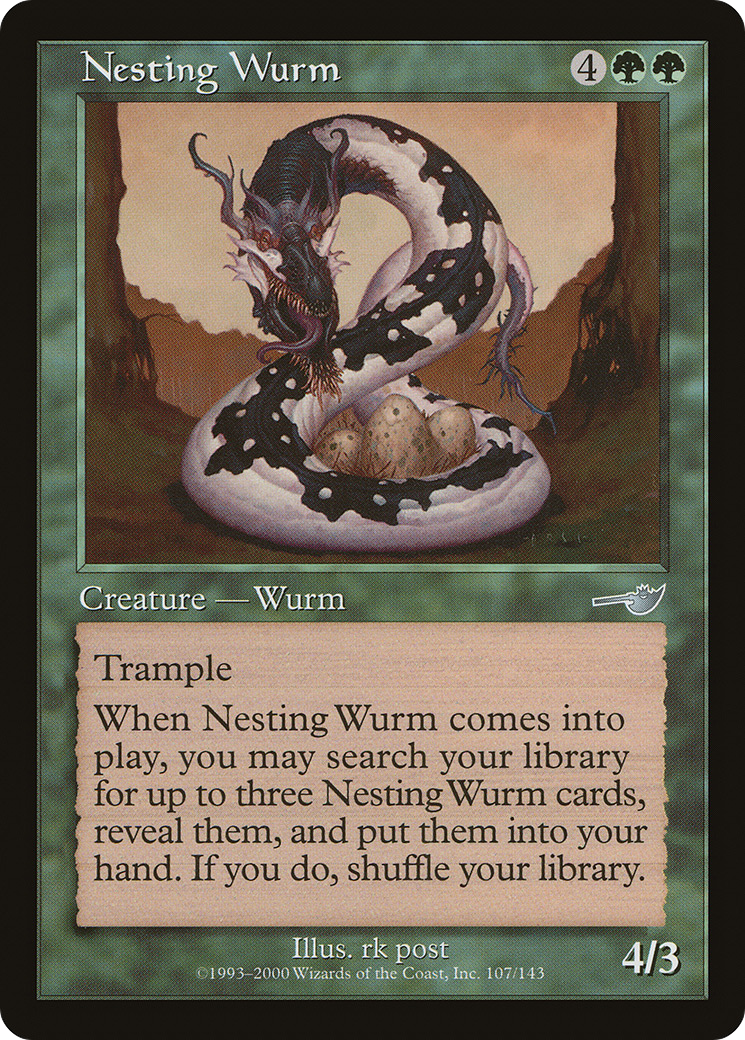 Nesting Wurm 4
Creature — Wurm
Trample
When Nesting Wurm comes into
play, you may search your library
for up to three Nesting Wurm cards,
reveal them, and put them into your
hand. If you do, shuffle your library.
Illus. rk post
©1993–2000 Wizards of the Coast, Inc. 107/143
4/3